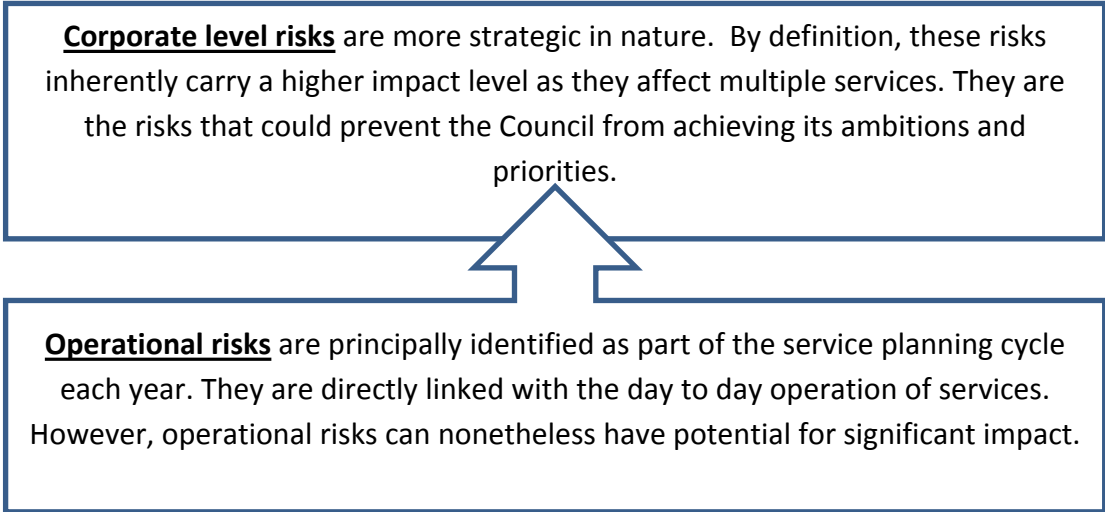 Corporate level risks are more strategic in nature.  By definition, these risks
inherently carry a higher impact level as they affect multiple services. They are
the risks that could prevent the Council from achieving its ambitions and
priorities.
Operational risks are principally identified as part of the service planning cycle
each year. They are directly linked with the day to day operation of services.
However, operational risks can nonetheless have potential for significant impact.